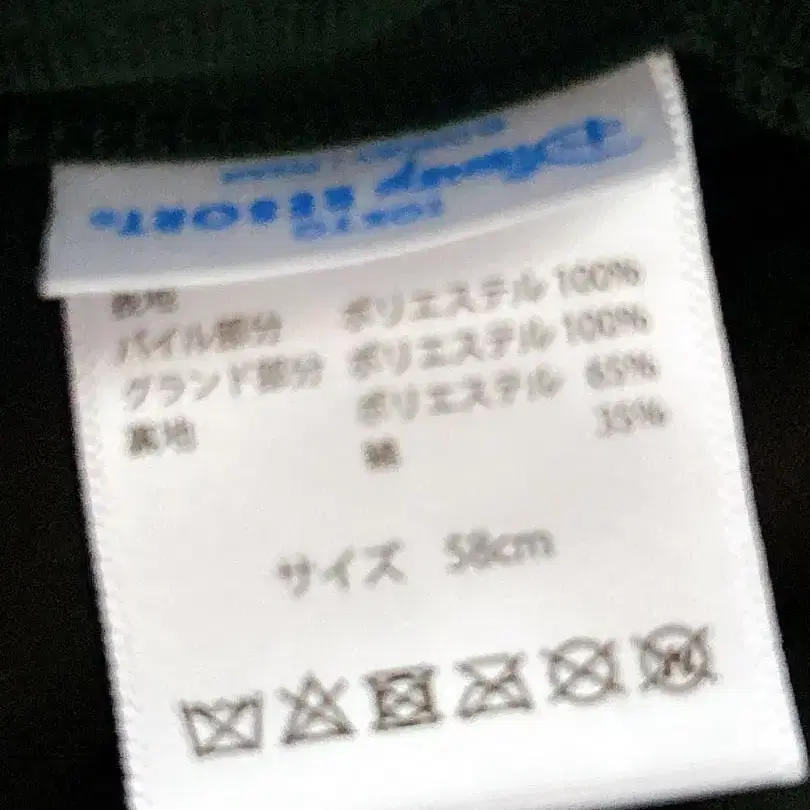 Disney
TOKYO
RESORT®
表地
パイル部分 ポリエステル 100%
グランド部分 ポリエステル 100%
裏地 ポリエステル 65%
綿 35%
サイズ 58cm